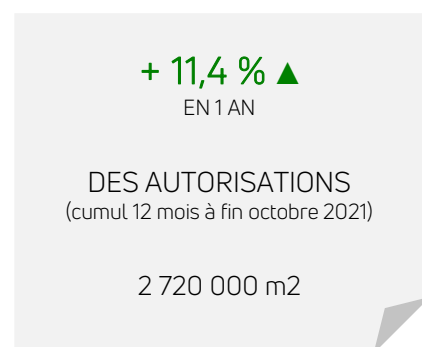 + 11,4 % ▲
EN 1 AN
DES AUTORISATIONS
(cumul 12 mois à fin octobre 2021)
2 720 000 m2